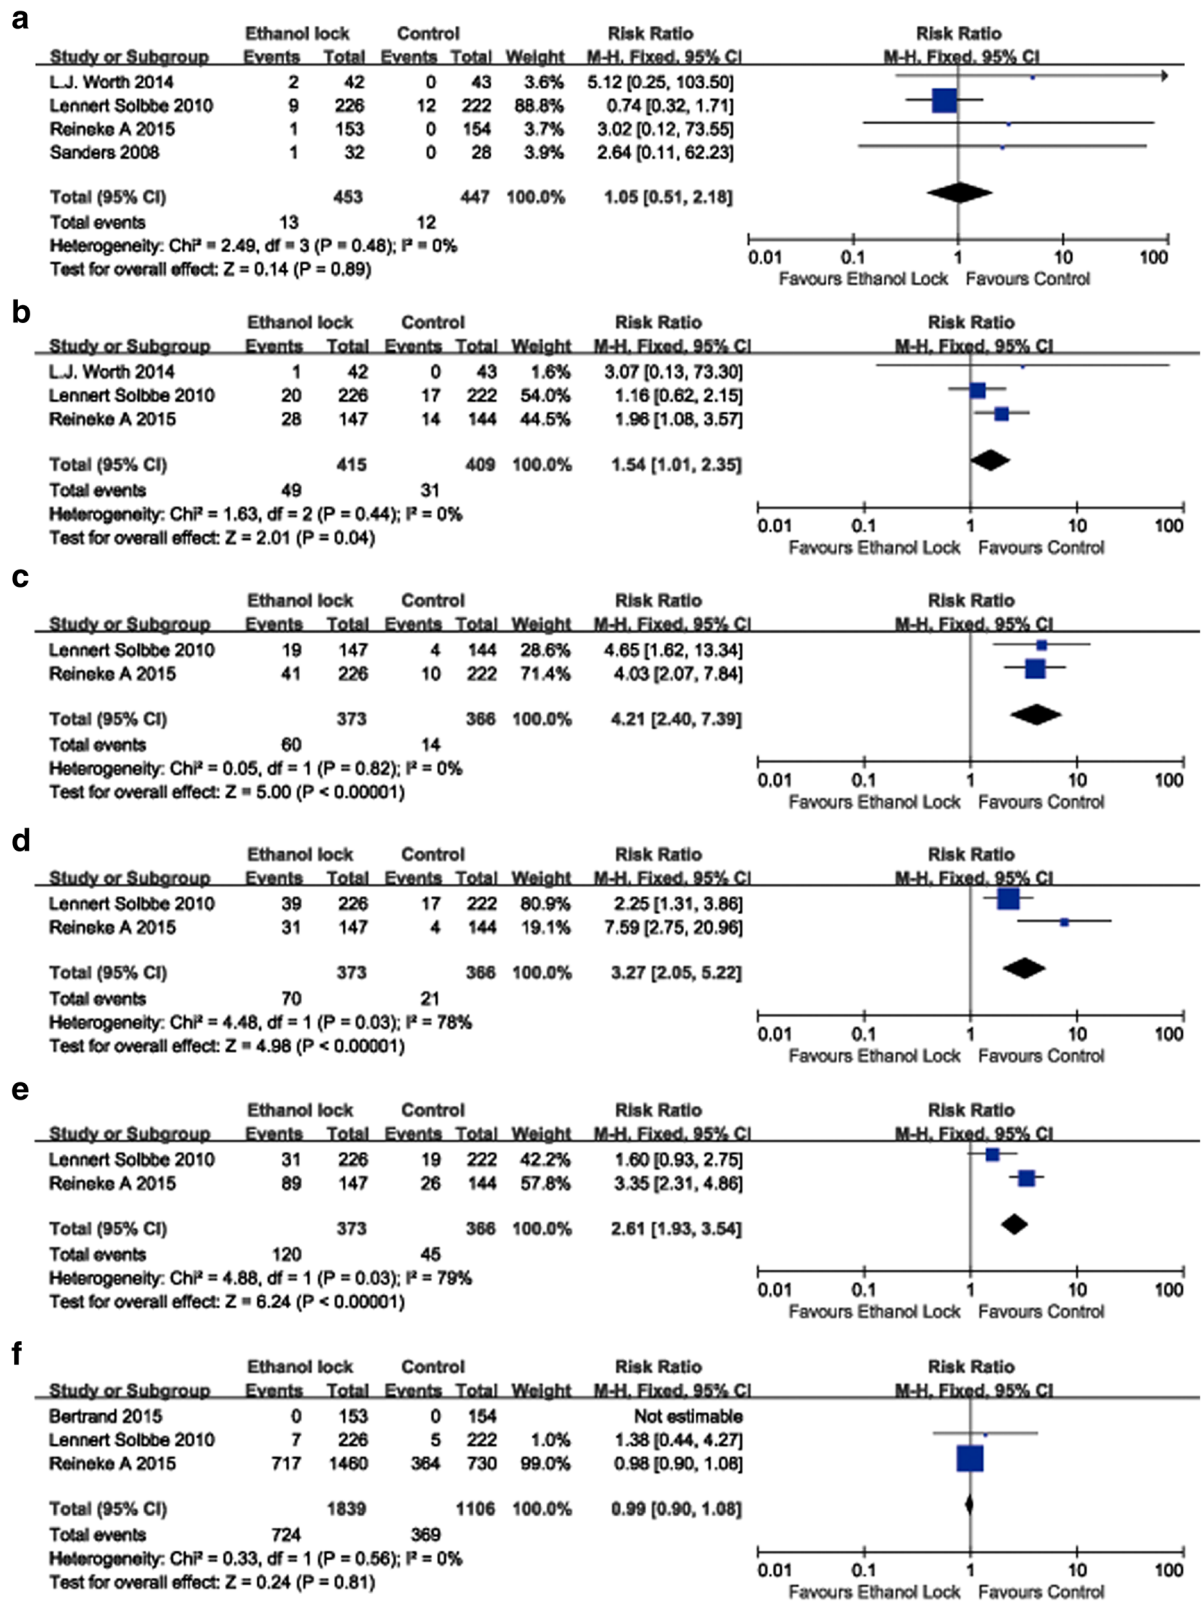 a
Ethanol lock Control Risk Ratio Risk Ratio
Study or Subgroup Events Total Events Total Weight M-H, Fixed, 95% CI M-H, Fixed, 95% CI
L.J. Worth 2014 2 42 0 43 3.6% 5.12 [0.25, 103.50]
Lennert Solbbe 2010 9 226 12 222 88.8% 0.74 [0.32, 1.71]
Reineke A 2015 1 153 0 154 3.7% 3.02 [0.12, 73.55]
Sanders 2008 1 32 0 28 3.9% 2.64 [0.11, 62.23]
Total (95% CI) 453 447 100.0% 1.05 [0.51, 2.18]
Total events 13 12
Heterogeneity: Chi² = 2.49, df = 3 (P = 0.48); I² = 0%
Test for overall effect: Z = 0.14 (P = 0.89)
0.01 0.1 1 10 100
Favours Ethanol Lock Favours Control
b
Ethanol lock Control Risk Ratio Risk Ratio
Study or Subgroup Events Total Events Total Weight M-H, Fixed, 95% CI M-H, Fixed, 95% CI
L.J. Worth 2014 1 42 0 43 1.6% 3.07 [0.13, 73.30]
Lennert Solbbe 2010 20 226 17 222 54.0% 1.16 [0.62, 2.15]
Reineke A 2015 28 147 14 144 44.5% 1.96 [1.08, 3.57]
Total (95% CI) 415 409 100.0% 1.54 [1.01, 2.35]
Total events 49 31
Heterogeneity: Chi² = 1.63, df = 2 (P = 0.44); I² = 0%
Test for overall effect: Z = 2.01 (P = 0.04)
0.01 0.1 1 10 100
Favours Ethanol Lock Favours Control
c
Ethanol lock Control Risk Ratio Risk Ratio
Study or Subgroup Events Total Events Total Weight M-H, Fixed, 95% CI M-H, Fixed, 95% CI
Lennert Solbbe 2010 19 147 4 144 28.6% 4.65 [1.62, 13.34]
Reineke A 2015 41 226 10 222 71.4% 4.03 [2.07, 7.84]
Total (95% CI) 373 366 100.0% 4.21 [2.40, 7.39]
Total events 60 14
Heterogeneity: Chi² = 0.05, df = 1 (P = 0.82); I² = 0%
Test for overall effect: Z = 5.00 (P < 0.00001)
0.01 0.1 1 10 100
Favours Ethanol Lock Favours Control
d
Ethanol lock Control Risk Ratio Risk Ratio
Study or Subgroup Events Total Events Total Weight M-H, Fixed, 95% CI M-H, Fixed, 95% CI
Lennert Solbbe 2010 39 226 17 222 80.9% 2.25 [1.31, 3.86]
Reineke A 2015 31 147 4 144 19.1% 7.59 [2.75, 20.96]
Total (95% CI) 373 366 100.0% 3.27 [2.05, 5.22]
Total events 70 21
Heterogeneity: Chi² = 4.48, df = 1 (P = 0.03); I² = 78%
Test for overall effect: Z = 4.98 (P < 0.00001)
0.01 0.1 1 10 100
Favours Ethanol Lock Favours Control
e
Ethanol lock Control Risk Ratio Risk Ratio
Study or Subgroup Events Total Events Total Weight M-H, Fixed, 95% CI M-H, Fixed, 95% CI
Lennert Solbbe 2010 31 226 19 222 42.2% 1.60 [0.93, 2.75]
Reineke A 2015 89 147 26 144 57.8% 3.35 [2.31, 4.86]
Total (95% CI) 373 366 100.0% 2.61 [1.93, 3.54]
Total events 120 45
Heterogeneity: Chi² = 4.88, df = 1 (P = 0.03); I² = 79%
Test for overall effect: Z = 6.24 (P < 0.00001)
0.01 0.1 1 10 100
Favours Ethanol Lock Favours Control
f
Ethanol lock Control Risk Ratio Risk Ratio
Study or Subgroup Events Total Events Total Weight M-H, Fixed, 95% CI M-H, Fixed, 95% CI
Bertrand 2015 0 153 0 154 Not estimable
Lennert Solbbe 2010 7 226 5 222 1.0% 1.38 [0.44, 4.27]
Reineke A 2015 717 1460 364 730 99.0% 0.98 [0.90, 1.08]
Total (95% CI) 1839 1106 100.0% 0.99 [0.90, 1.08]
Total events 724 369
Heterogeneity: Chi² = 0.33, df = 1 (P = 0.56); I² = 0%
Test for overall effect: Z = 0.24 (P = 0.81)
0.01 0.1 1 10 100
Favours Ethanol Lock Favours Control